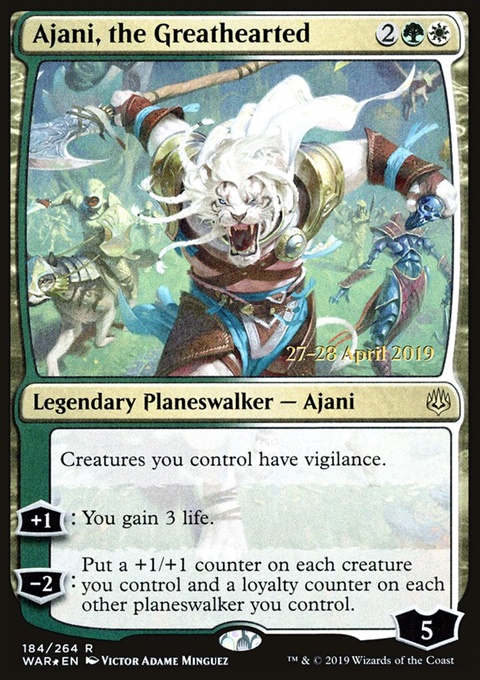 Ajani, the Greathearted 2
27–28 April 2019
Legendary Planeswalker — Ajani
Creatures you control have vigilance.
+1 : You gain 3 life.
Put a +1/+1 counter on each creature
-2 : you control and a loyalty counter on each
other planeswalker you control.
5
184/264 R
WAR★EN Victor Adame Minguez
™ & © 2019 Wizards of the Coast